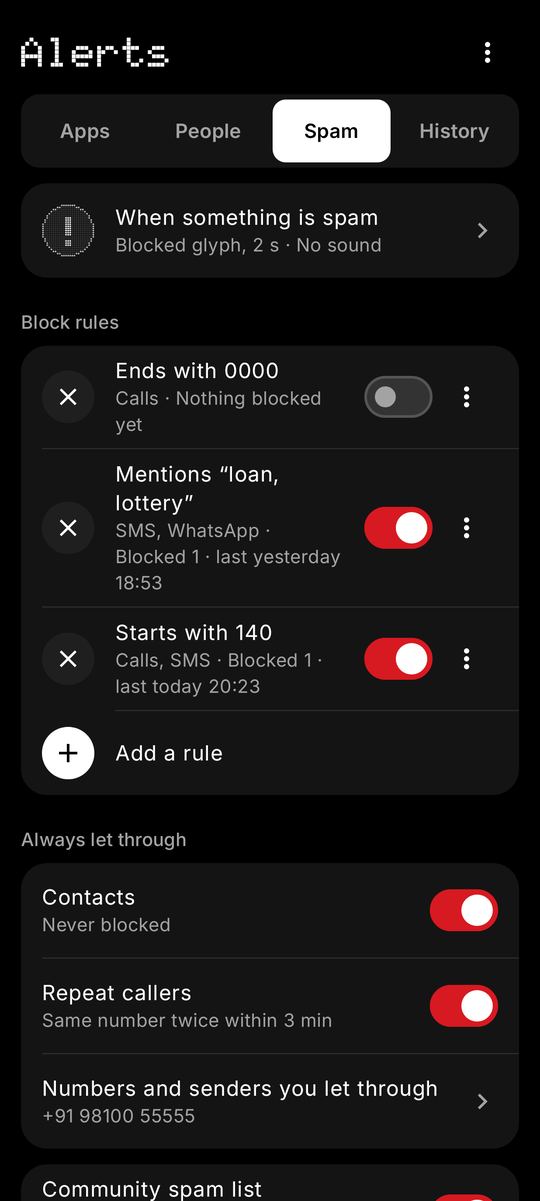 Alerts
Apps
People
Spam
History
When something is spam
Blocked glyph, 2 s · No sound
Block rules
Ends with 0000
Calls · Nothing blocked
yet
Mentions “loan,
lottery”
SMS, WhatsApp ·
Blocked 1 · last yesterday
18:53
Starts with 140
Calls, SMS · Blocked 1 ·
last today 20:23
Add a rule
Always let through
Contacts
Never blocked
Repeat callers
Same number twice within 3 min
Numbers and senders you let through
+91 98100 55555
Community spam list